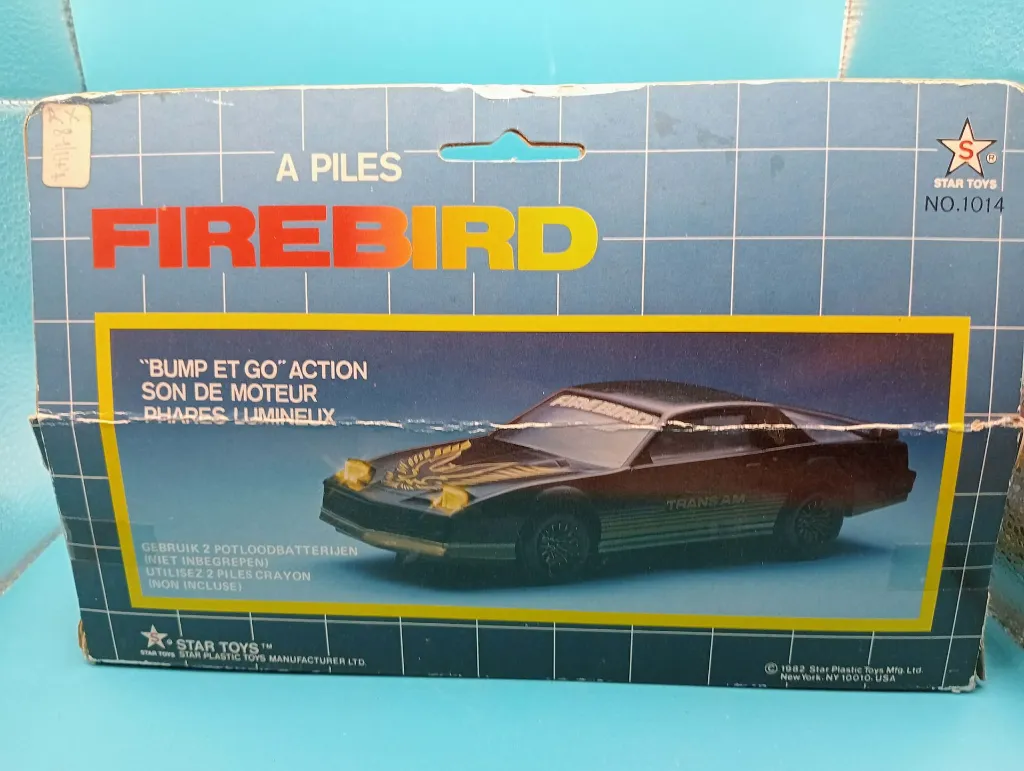 A PILES
FIREBIRD
S
®
STAR TOYS
NO.1014
"BUMP ET GO" ACTION
SON DE MOTEUR
PHARES LUMINEUX
FIREBIRD
TRANS AM
GEBRUIK 2 POTLOODBATTERIJEN
(NIET INBEGREPEN)
UTILISEZ 2 PILES CRAYON
(NON INCLUSE)
S
STAR TOYS
STAR TOYS™
STAR PLASTIC TOYS MANUFACTURER LTD.
© 1982 Star Plastic Toys Mfg. Ltd.
New York. NY 10010. USA